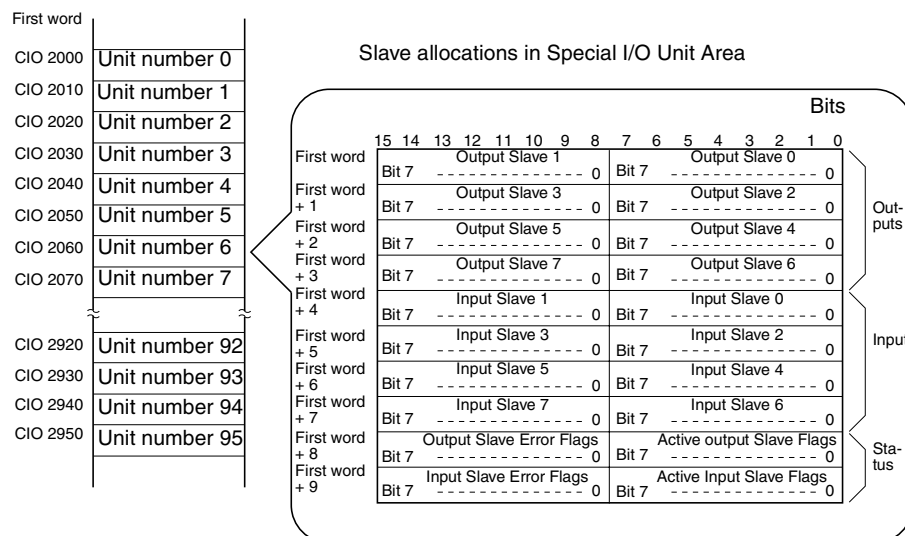 First word
CIO 2000 Unit number 0
CIO 2010 Unit number 1
CIO 2020 Unit number 2
CIO 2030 Unit number 3
CIO 2040 Unit number 4
CIO 2050 Unit number 5
CIO 2060 Unit number 6
CIO 2070 Unit number 7
CIO 2920 Unit number 92
CIO 2930 Unit number 93
CIO 2940 Unit number 94
CIO 2950 Unit number 95
Slave allocations in Special I/O Unit Area
Bits
15 14 13 12 11 10 9 8 7 6 5 4 3 2 1 0
First word
Output Slave 1 Output Slave 0
Bit 7 0 Bit 7 0
First word
+ 1
Output Slave 3 Output Slave 2
Bit 7 0 Bit 7 0
First word
+ 2
Output Slave 5 Output Slave 4
Bit 7 0 Bit 7 0
First word
+ 3
Output Slave 7 Output Slave 6
Bit 7 0 Bit 7 0
Out-
puts
First word
+ 4
Input Slave 1 Input Slave 0
Bit 7 0 Bit 7 0
First word
+ 5
Input Slave 3 Input Slave 2
Bit 7 0 Bit 7 0
First word
+ 6
Input Slave 5 Input Slave 4
Bit 7 0 Bit 7 0
First word
+ 7
Input Slave 7 Input Slave 6
Bit 7 0 Bit 7 0
Input
First word
+ 8
Output Slave Error Flags Active output Slave Flags
Bit 7 0 Bit 7 0
First word
+ 9
Input Slave Error Flags Active Input Slave Flags
Bit 7 0 Bit 7 0
Sta-
tus